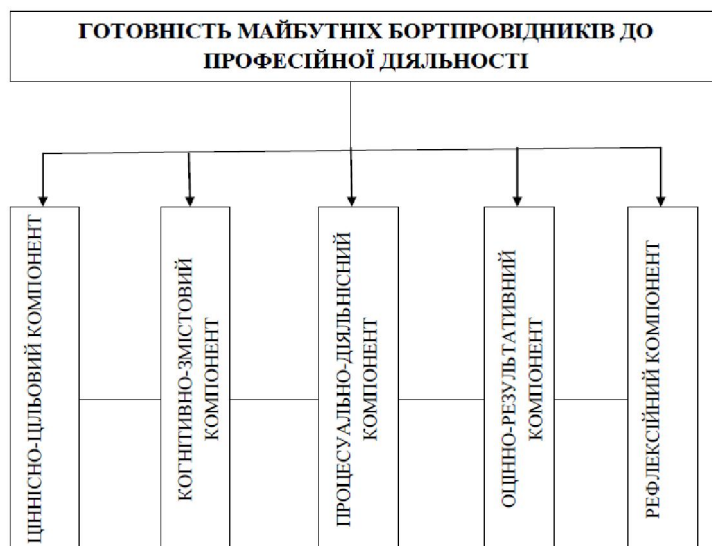 ГОТОВНІСТЬ МАЙБУТНІХ БОРТПРОВІДНИКІВ ДО
ПРОФЕСІЙНОЇ ДІЯЛЬНОСТІ
ЦІННІСНО-ЦІЛЬОВИЙ КОМПОНЕНТ
КОГНІТИВНО-ЗМІСТОВИЙ
КОМПОНЕНТ
ПРОЦЕСУАЛЬНО-ДІЯЛЬНІСНИЙ
КОМПОНЕНТ
ОЦІННО-РЕЗУЛЬТАТИВНИЙ
КОМПОНЕНТ
РЕФЛЕКСІЙНИЙ КОМПОНЕНТ